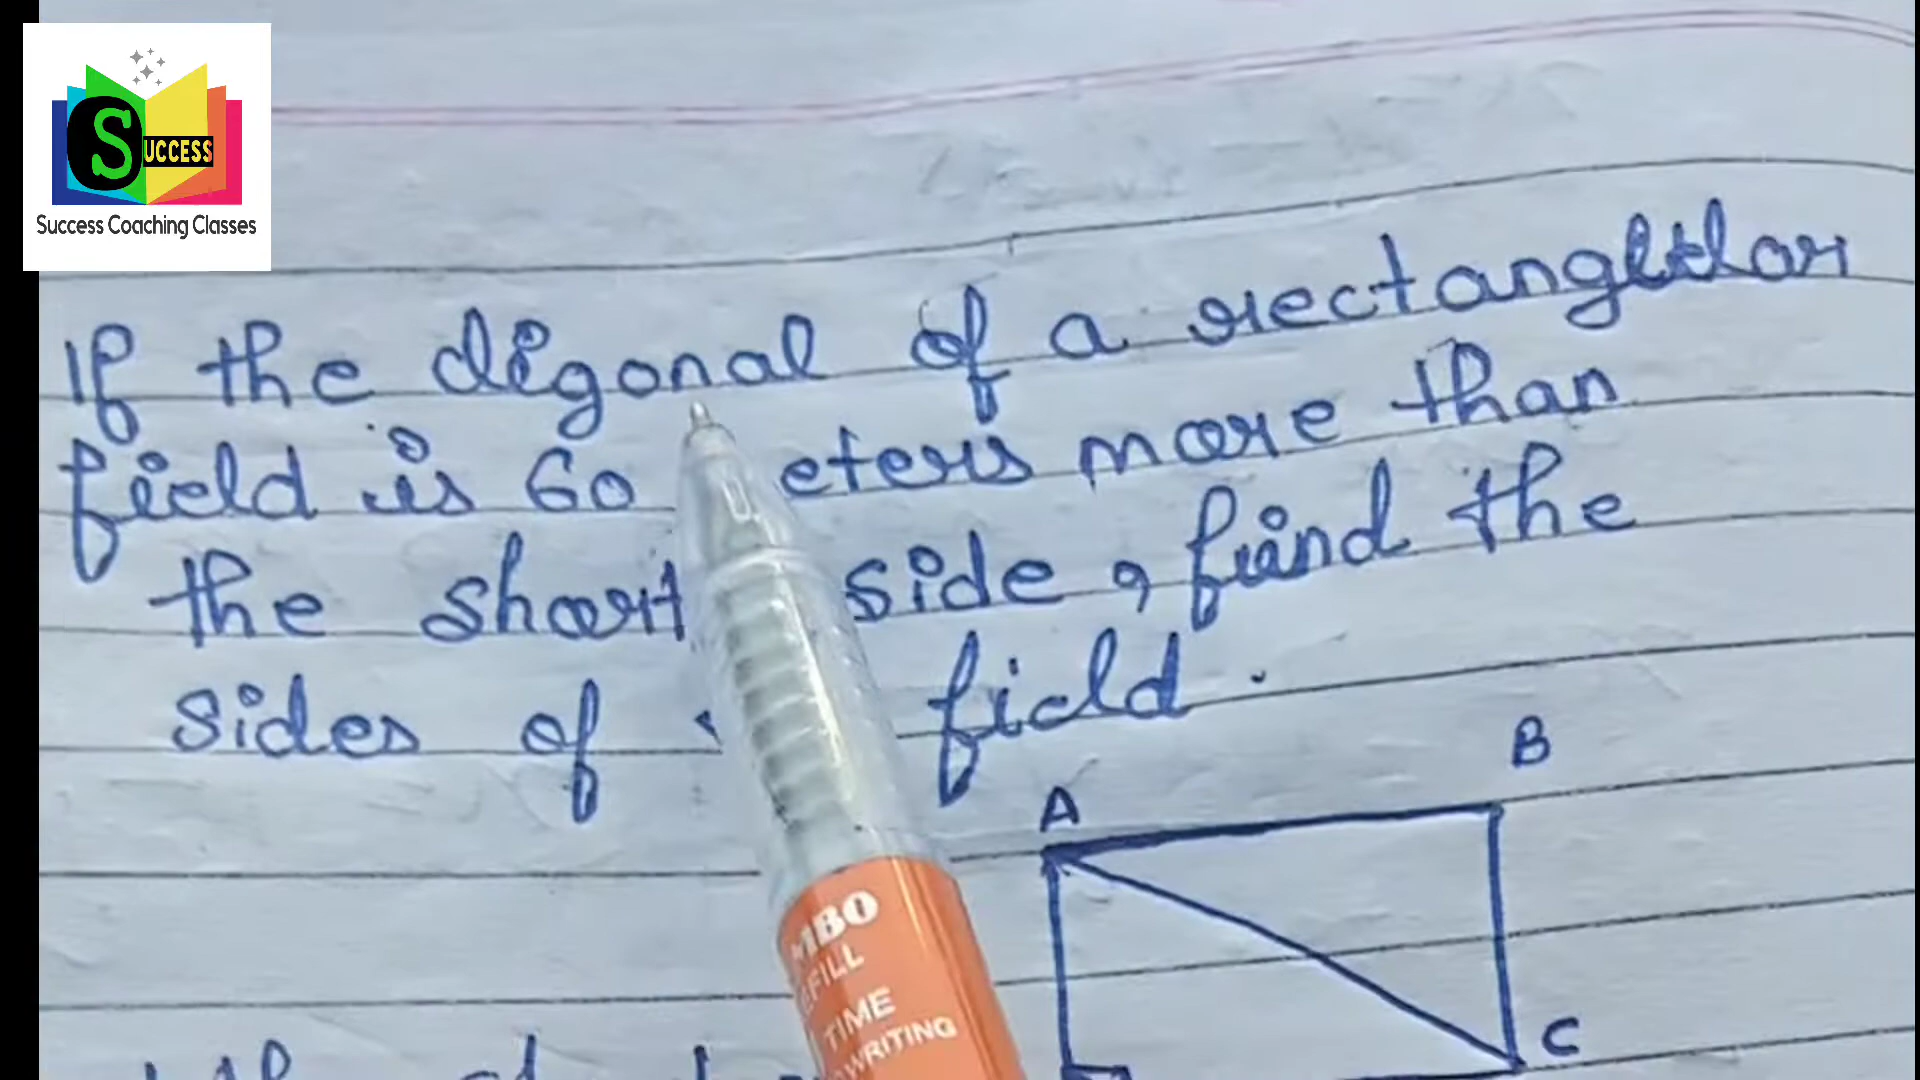 SUCCESS
Success Coaching Classes
If the digonal of a rectangular
field is 60 eters more than
the short side, find the
sides of field.
B
A
C
MBO
EFILL
TIME
WRITING